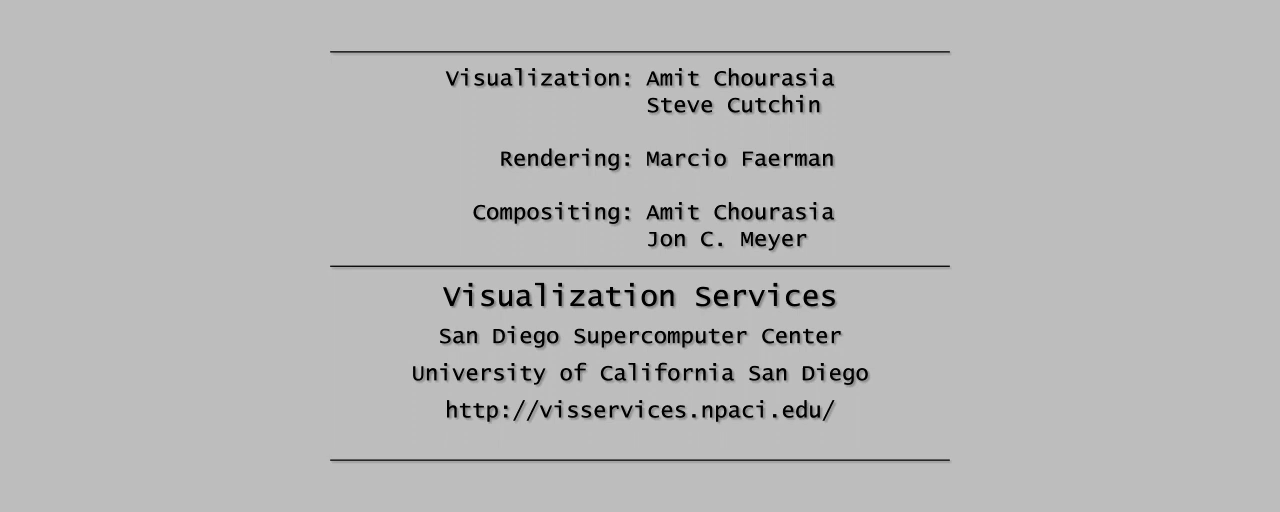 Visualization: Amit Chourasia
Steve Cutchin
Rendering: Marcio Faerman
Compositing: Amit Chourasia
Jon C. Meyer
Visualization Services
San Diego Supercomputer Center
University of California San Diego
http://visservices.npaci.edu/